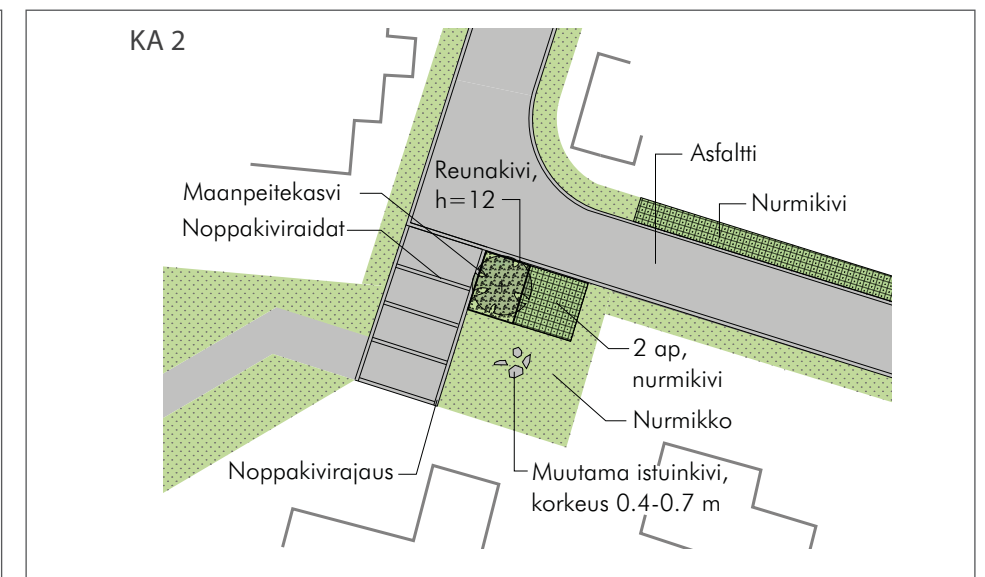 KA 2
Asfaltti
Reunakivi,
h=12
Maanpeitekasvi
Nurmikivi
Noppakiviraidat
2 ap,
nurmikivi
Nurmikko
Noppakivirajaus
Muutama istuinkivi,
korkeus 0.4-0.7 m